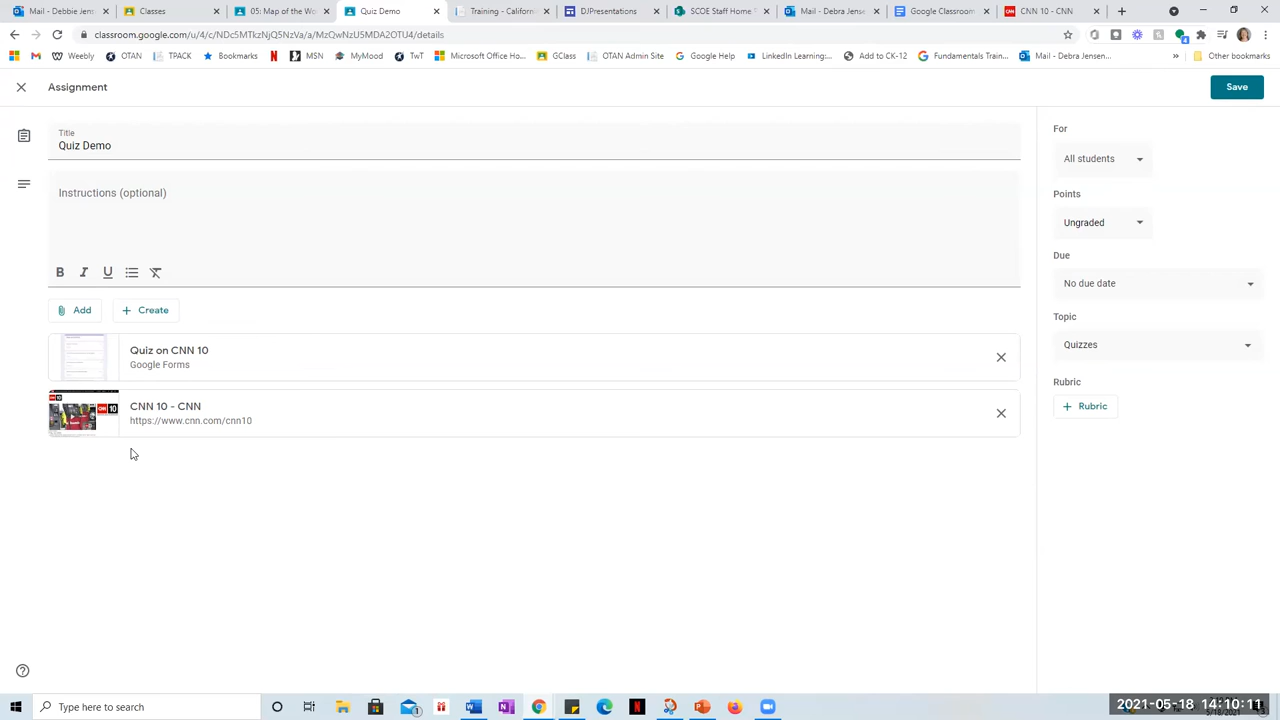 Mail - Debbie Jens
Classes
05: Map of the Wo
Quiz Demo
Training - Californ
DJPresentations
SCOE Staff Home
Mail - Debra Jense
Google Classroom
CNN 10 - CNN
classroom.google.com/u/4/c/NDc5MTkzNjQ5NzVa/a/MzQwNzU5MDA2OTU4/details
Weebly
OTAN
TPACK
Bookmarks
MSN
MyMood
TwT
Microsoft Office Ho...
GClass
OTAN Admin Site
Google Help
LinkedIn Learning:...
Add to CK-12
Fundamentals Train...
Mail - Debra Jensen...
»
Other bookmarks
Assignment
Save
Title
Quiz Demo
Instructions (optional)
B I U
Add
Create
Quiz on CNN 10
Google Forms
CNN 10 - CNN
https://www.cnn.com/cnn10
For
All students
Points
Ungraded
Due
No due date
Topic
Quizzes
Rubric
Rubric
Type here to search
2021-05-18 14:10:11